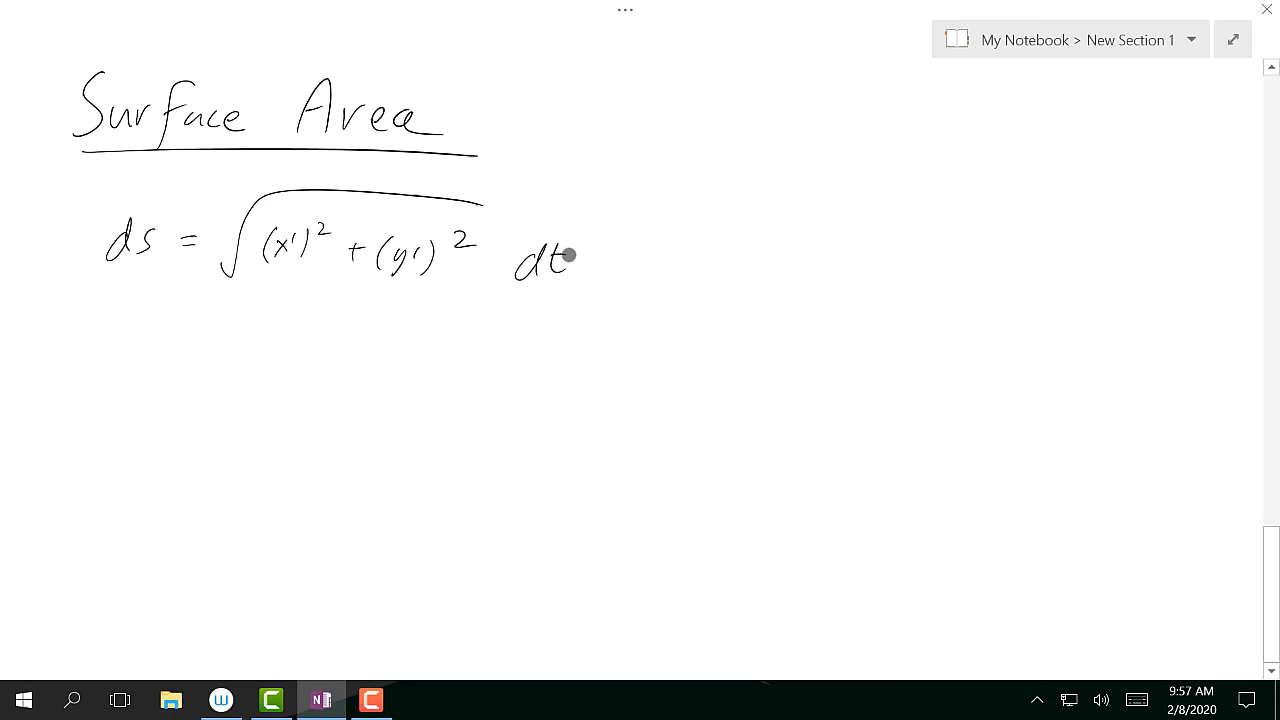 My Notebook > New Section 1
Surface Area
ds = √((x')² + (y')²) dt
9:57 AM
2/8/2020